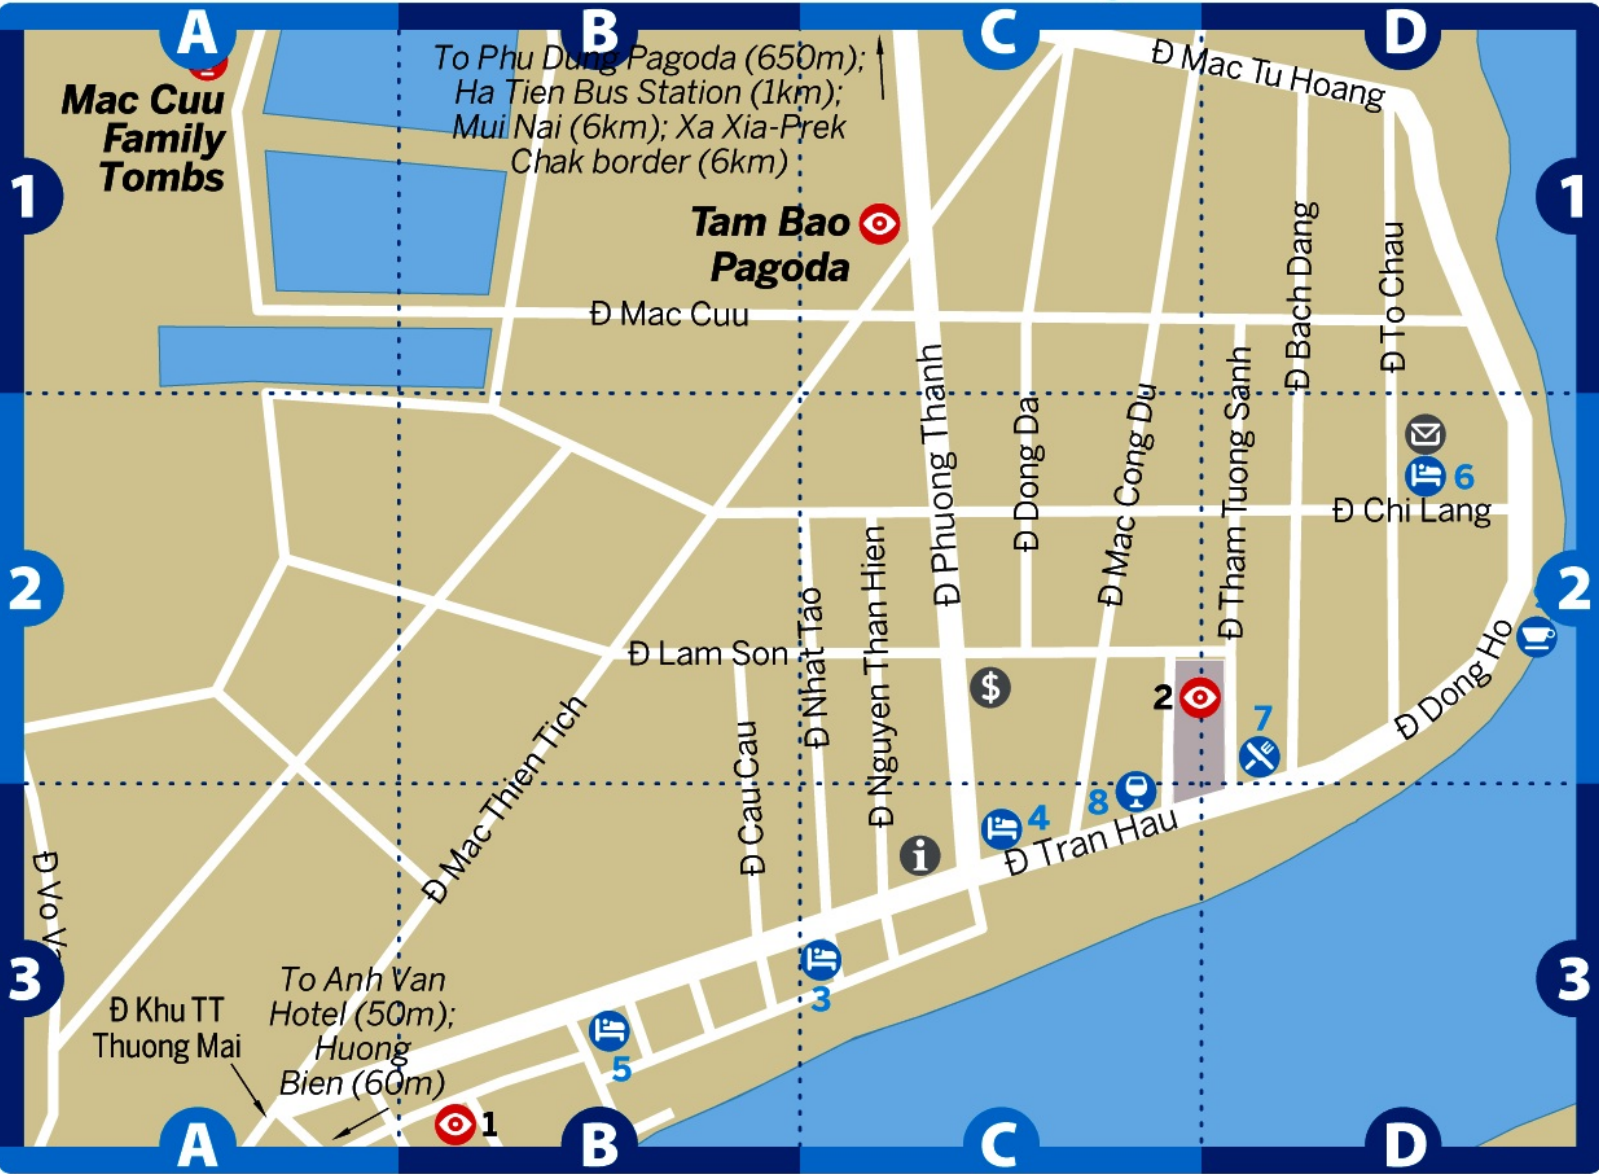 A
B
C
D
To Phu Dung Pagoda (650m);
Ha Tien Bus Station (1km);
Mui Nai (6km); Xa Xia-Prek
Chak border (6km)
Đ Mac Tu Hoang
Mac Cuu
Family
Tombs
1
1
Tam Bao
Pagoda
Đ Mac Cuu
Đ Bach Dang
Đ To Chau
Đ Phuong Thanh
Đ Dong Da
Đ Mac Cong Du
Đ Tham Tuong Sanh
6
Đ Chi Lang
2
2
Đ Lam Son
Đ Nhat Tao
Đ Nguyen Than Hien
$
2
7
Đ Dong Ho
Đ Mac Thien Tich
Đ Cau Cau
8
4
i
Đ Tran Hau
Đ Vo V
3
3
3
To Anh Van
Hotel (50m);
Huong
Bien (60m)
Đ Khu TT
Thuong Mai
5
1
A
B
C
D